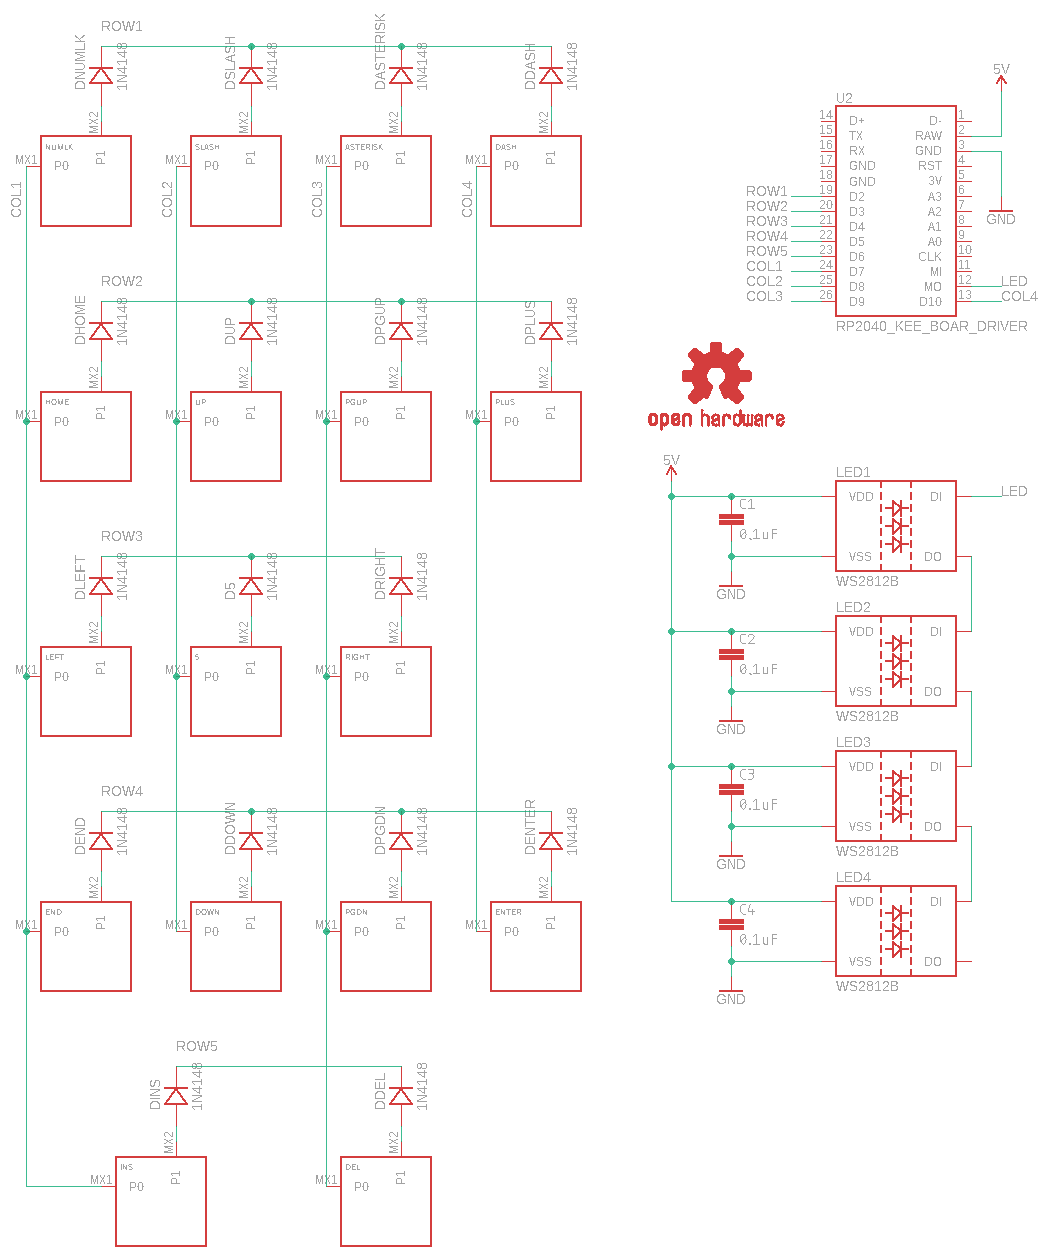 ROW1
DNUMLK
1N4148
DSLASH
1N4148
DASTERISK
1N4148
DDASH
1N4148
MX2
MX2
MX2
MX2
MX1
NUMLK
P0
P1
MX1
SLASH
P0
P1
MX1
ASTERISK
P0
P1
MX1
DASH
P0
P1
COL1
COL2
COL3
COL4
ROW2
DHOME
1N4148
DUP
1N4148
DPGUP
1N4148
DPLUS
1N4148
MX2
MX2
MX2
MX2
MX1
HOME
P0
P1
MX1
UP
P0
P1
MX1
PGUP
P0
P1
MX1
PLUS
P0
P1
ROW3
DLEFT
1N4148
D5
1N4148
DRIGHT
1N4148
MX2
MX2
MX2
MX1
LEFT
P0
P1
MX1
5
P0
P1
MX1
RIGHT
P0
P1
ROW4
DEND
1N4148
DDOWN
1N4148
DPGDN
1N4148
DENTER
1N4148
MX2
MX2
MX2
MX2
MX1
END
P0
P1
MX1
DOWN
P0
P1
MX1
PGDN
P0
P1
MX1
ENTER
P0
P1
ROW5
DINS
1N4148
DDEL
1N4148
MX2
MX2
MX1
INS
P0
P1
MX1
DEL
P0
P1
5V
U2
14 D+ D- 1
15 TX RAW 2
16 RX GND 3
17 GND RST 4
18 GND 3V 5
ROW1 19 D2 A3 6
ROW2 20 D3 A2 7
ROW3 21 D4 A1 8
ROW4 22 D5 A0 9
ROW5 23 D6 CLK 10
COL1 24 D7 MI 11
COL2 25 D8 MO 12 LED
COL3 26 D9 D10 13 COL4
GND
RP2040_KEE_BOAR_DRIVER
open hardware
5V
LED1
C1
0.1uF
VDD DI LED
VSS DO
GND
WS2812B
LED2
C2
0.1uF
VDD DI
VSS DO
GND
WS2812B
LED3
C3
0.1uF
VDD DI
VSS DO
GND
WS2812B
LED4
C4
0.1uF
VDD DI
VSS DO
GND
WS2812B